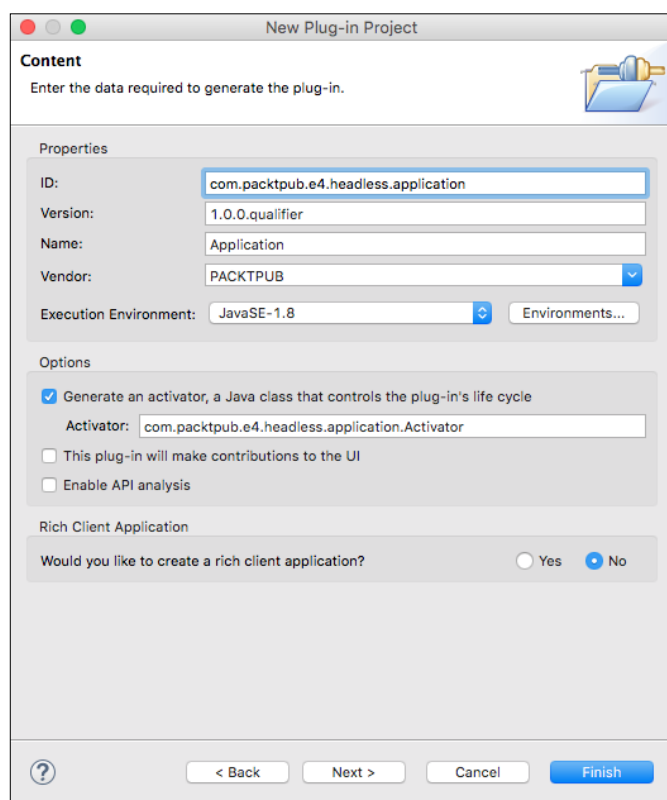 New Plug-in Project
Content
Enter the data required to generate the plug-in.
Properties
ID: com.packtpub.e4.headless.application
Version: 1.0.0.qualifier
Name: Application
Vendor: PACKTPUB
Execution Environment: JavaSE-1.8 Environments...
Options
Generate an activator, a Java class that controls the plug-in's life cycle
Activator: com.packtpub.e4.headless.application.Activator
This plug-in will make contributions to the UI
Enable API analysis
Rich Client Application
Would you like to create a rich client application? Yes No
? < Back Next > Cancel Finish